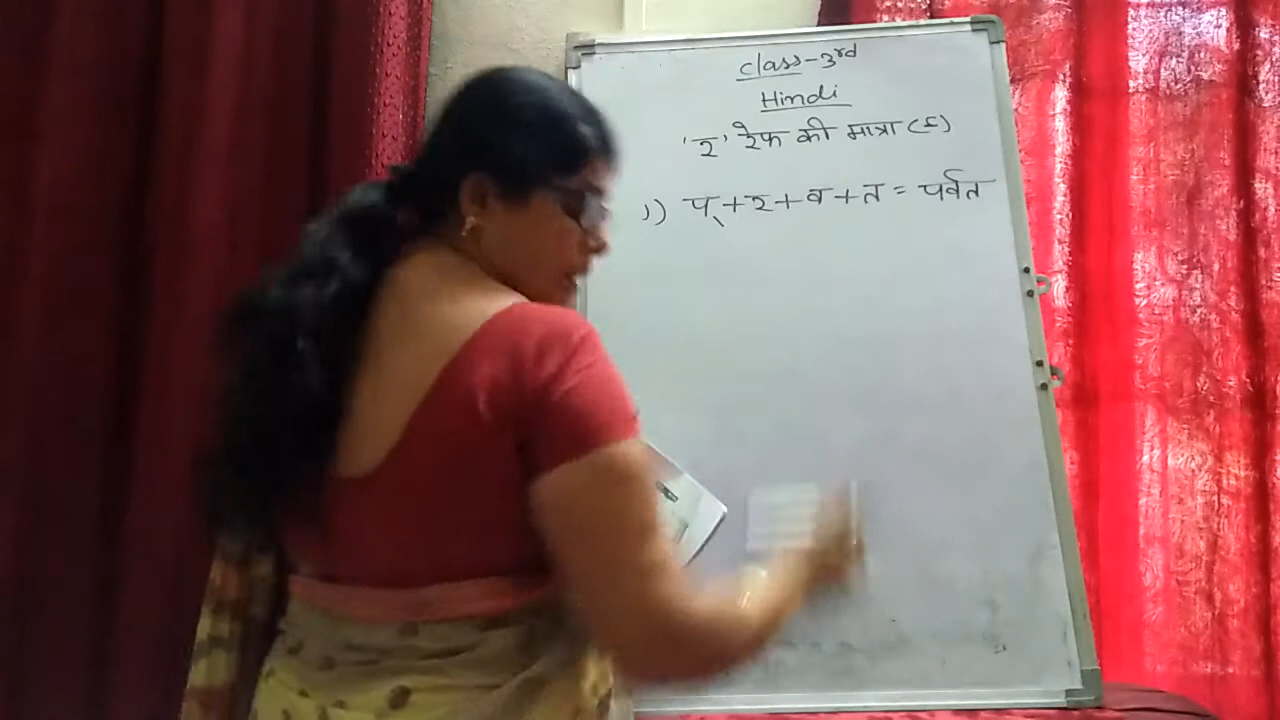 Class-3rd
Hindi
'र' रेफ की मात्रा (र्)
1) प् + र + व + त = पर्वत